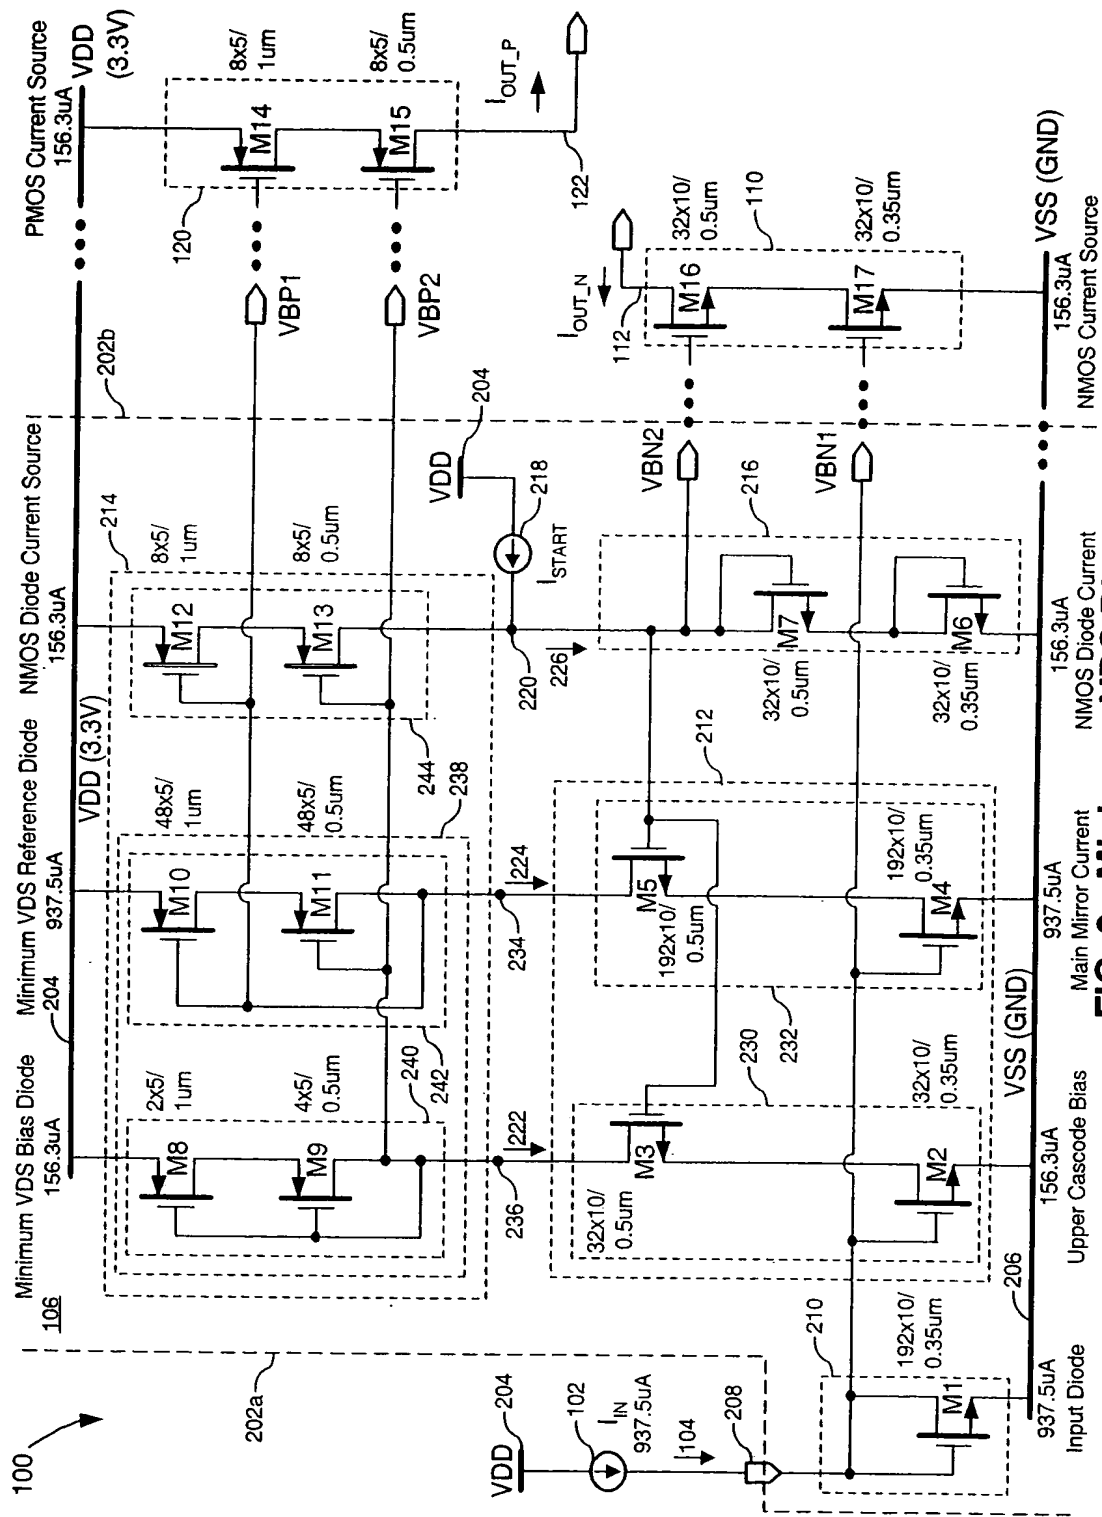 100
106
Minimum VDS Bias Diode
Minimum VDS Reference Diode
NMOS Diode Current Source
PMOS Current Source
156.3uA
204
937.5uA
VDD (3.3V)
156.3uA
156.3uA
VDD
(3.3V)
214
202b
120
M8
2x5/
1um
M9
4x5/
0.5um
240
242
M10
48x5/
1um
M11
48x5/
0.5um
238
244
M12
8x5/
1um
M13
8x5/
0.5um
VBP1
VBP2
M14
8x5/
1um
M15
8x5/
0.5um
122
IOUT_P
202a
VDD
204
102
IIN
937.5uA
104
208
236
222
234
224
220
226
VDD
204
218
ISTART
212
216
230
232
210
32x10/
0.5um
M3
M2
32x10/
0.35um
M5
192x10/
0.5um
M4
192x10/
0.35um
M7
32x10/
0.5um
M6
32x10/
0.35um
VBN2
VBN1
112
IOUT_N
110
M16
32x10/
0.5um
M17
32x10/
0.35um
M1
192x10/
0.35um
206
VSS (GND)
VSS (GND)
937.5uA
Input Diode
156.3uA
Upper Cascode Bias
937.5uA
Main Mirror Current
156.3uA
NMOS Diode Current
156.3uA
NMOS Current Source